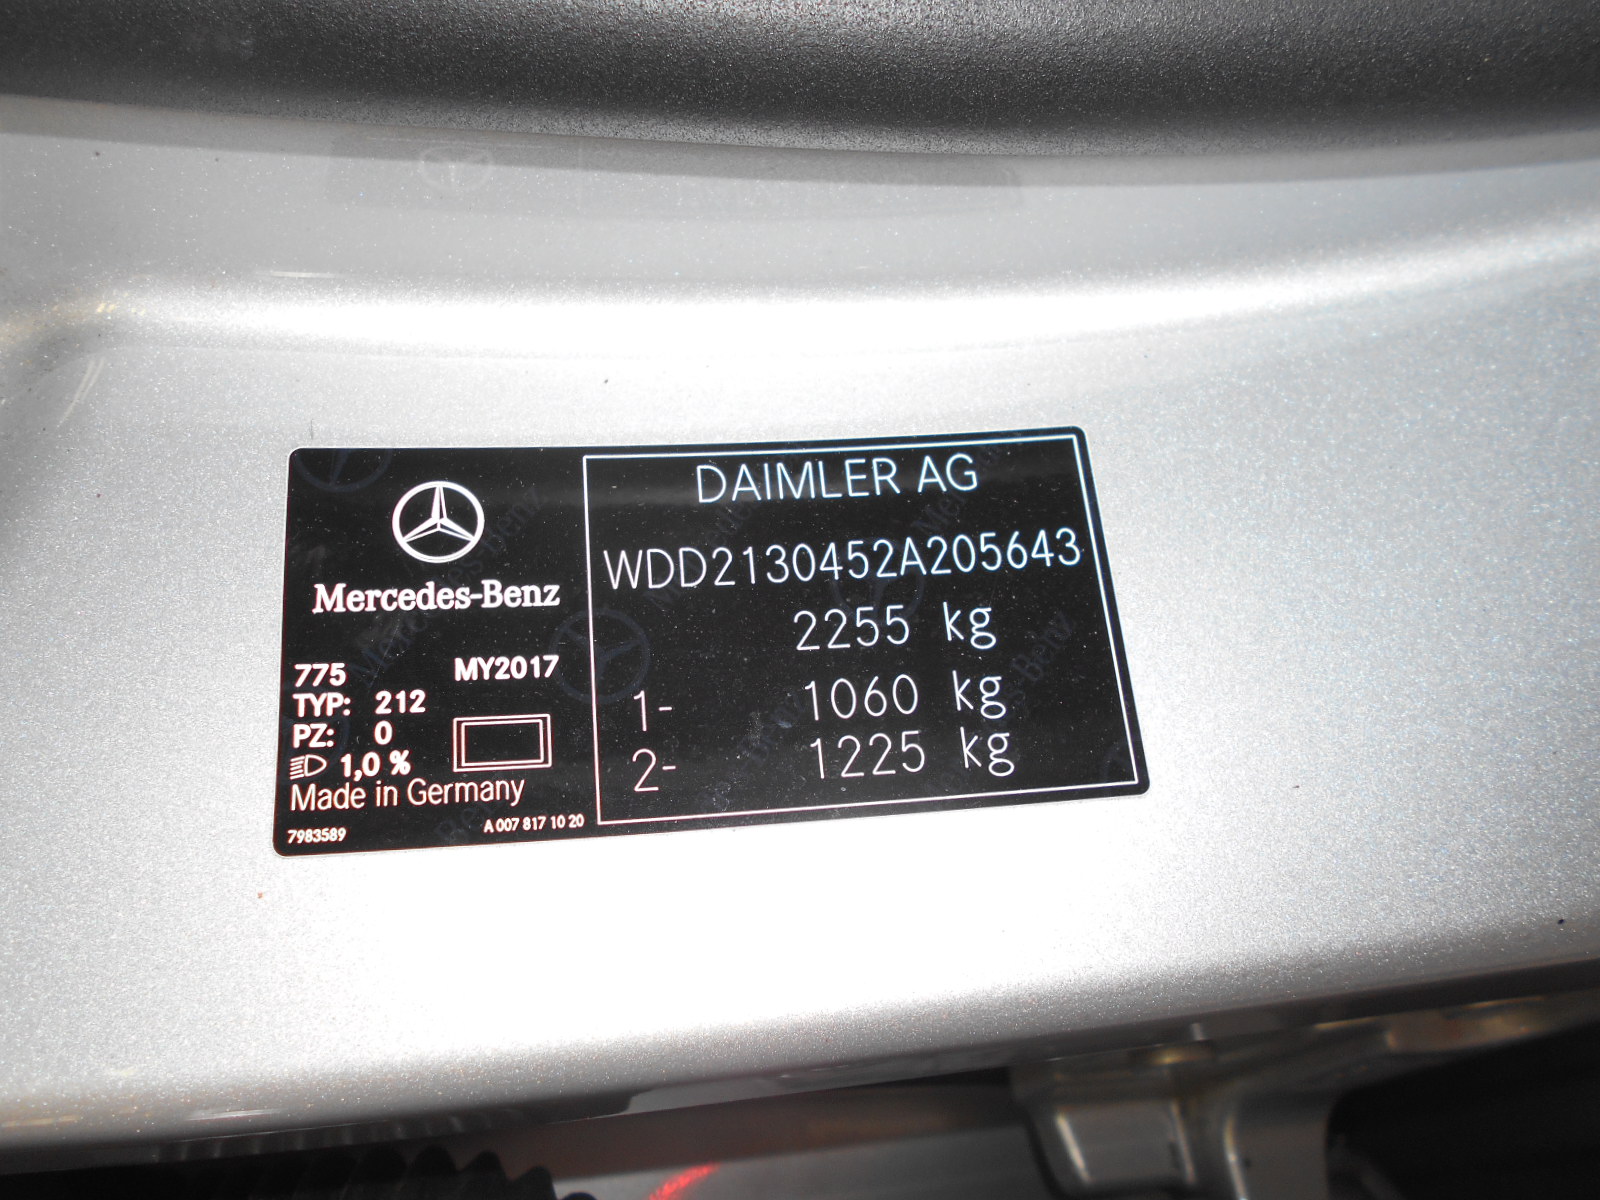 Mercedes-Benz
775 MY2017
TYP: 212
PZ: 0
1,0 %
Made in Germany
7983589 A 007 817 10 20
DAIMLER AG
WDD2130452A205643
2255 kg
1- 1060 kg
2- 1225 kg